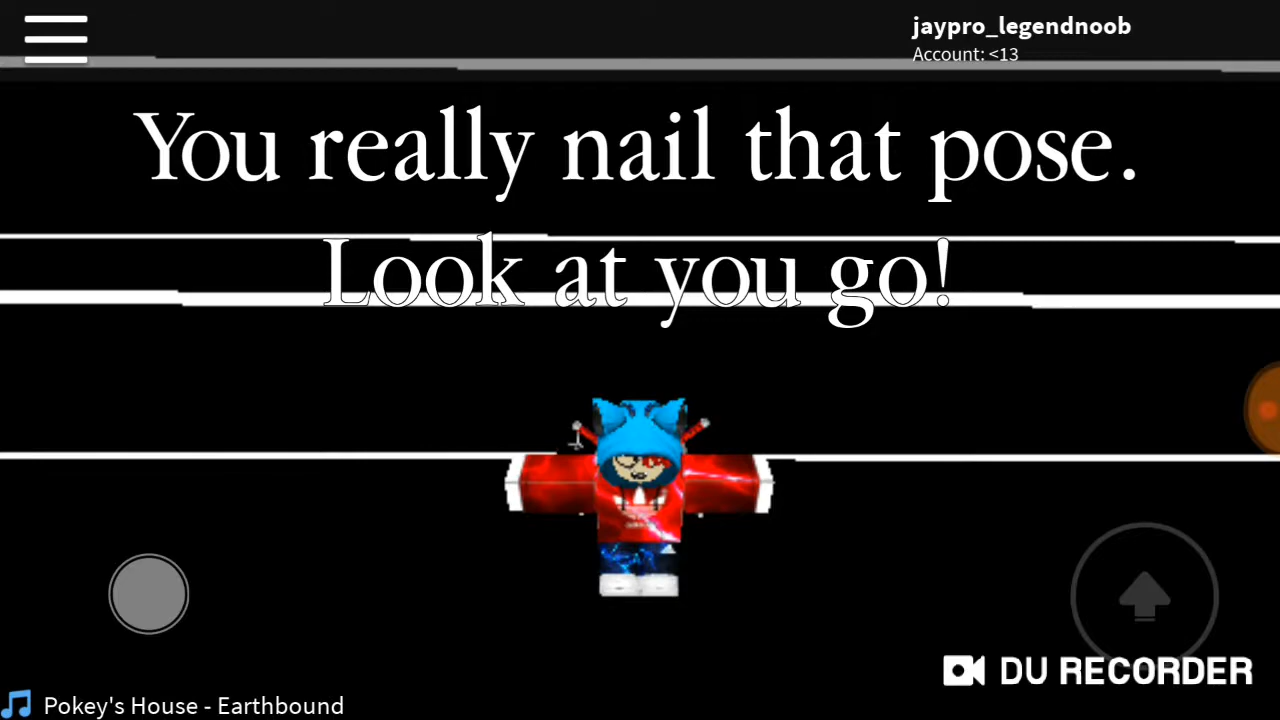 jaypro_legendnoob
Account: <13
You really nail that pose.
Look at you go!
DU RECORDER
Pokey's House - Earthbound